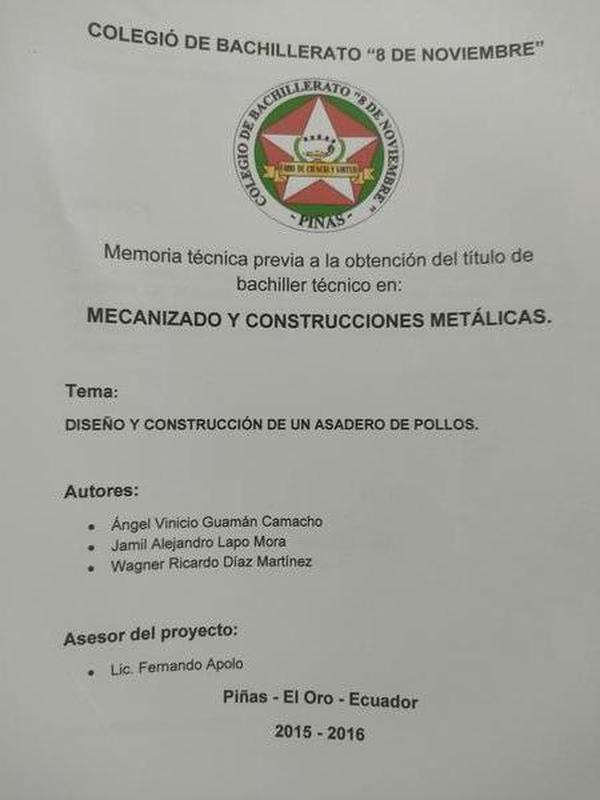 COLEGIÓ DE BACHILLERATO “8 DE NOVIEMBRE”
COLEGIO DE BACHILLERATO "8 DE NOVIEMBRE"
FARO DE CIENCIA Y VIRTUD
- PIÑAS -
Memoria técnica previa a la obtención del título de
bachiller técnico en:
MECANIZADO Y CONSTRUCCIONES METÁLICAS.
Tema:
DISEÑO Y CONSTRUCCIÓN DE UN ASADERO DE POLLOS.
Autores:
• Ángel Vinicio Guamán Camacho
• Jamil Alejandro Lapo Mora
• Wagner Ricardo Díaz Martínez
Asesor del proyecto:
• Lic. Fernando Apolo
Piñas - El Oro - Ecuador
2015 - 2016